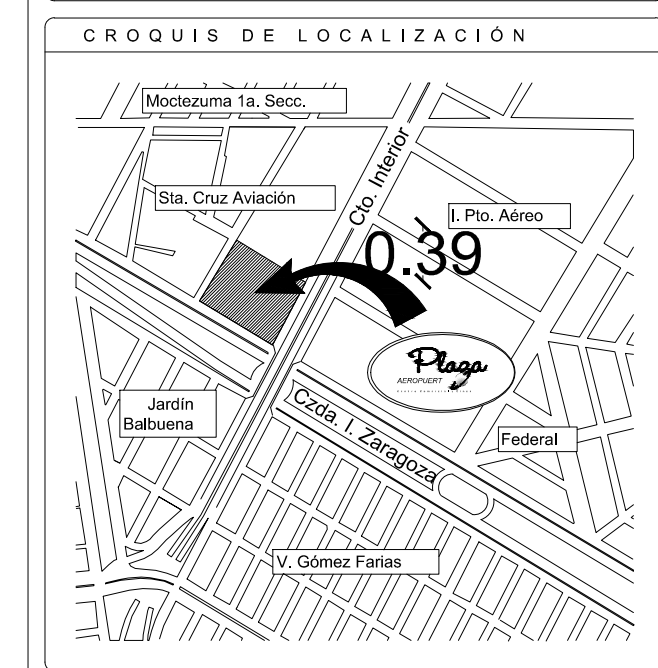 CROQUIS DE LOCALIZACIÓN
Moctezuma 1a. Secc.
Cto. Interior
Sta. Cruz Aviación
I. Pto. Aéreo
0.39
Plaza
AEROPUERT
Jardín
Balbuena
Czda. I. Zaragoza
Federal
V. Gómez Farias